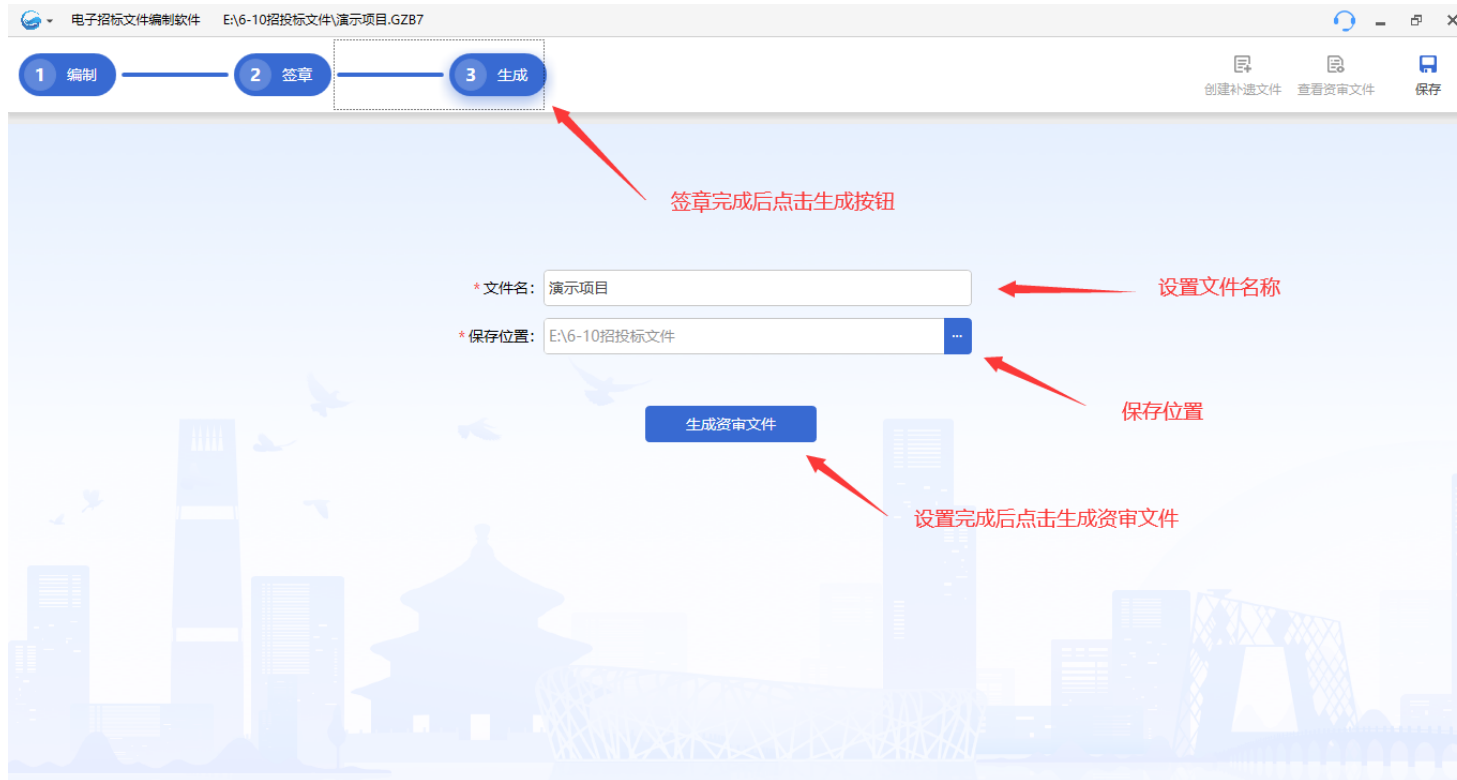 电子招标文件编制软件 E:\6-10招投标文件\演示项目.GZB7
1 编制 2 签章 3 生成
创建补遗文件 查看资审文件 保存
签章完成后点击生成按钮
*文件名: 演示项目
设置文件名称
*保存位置: E:\6-10招投标文件 ...
保存位置
生成资审文件
设置完成后点击生成资审文件